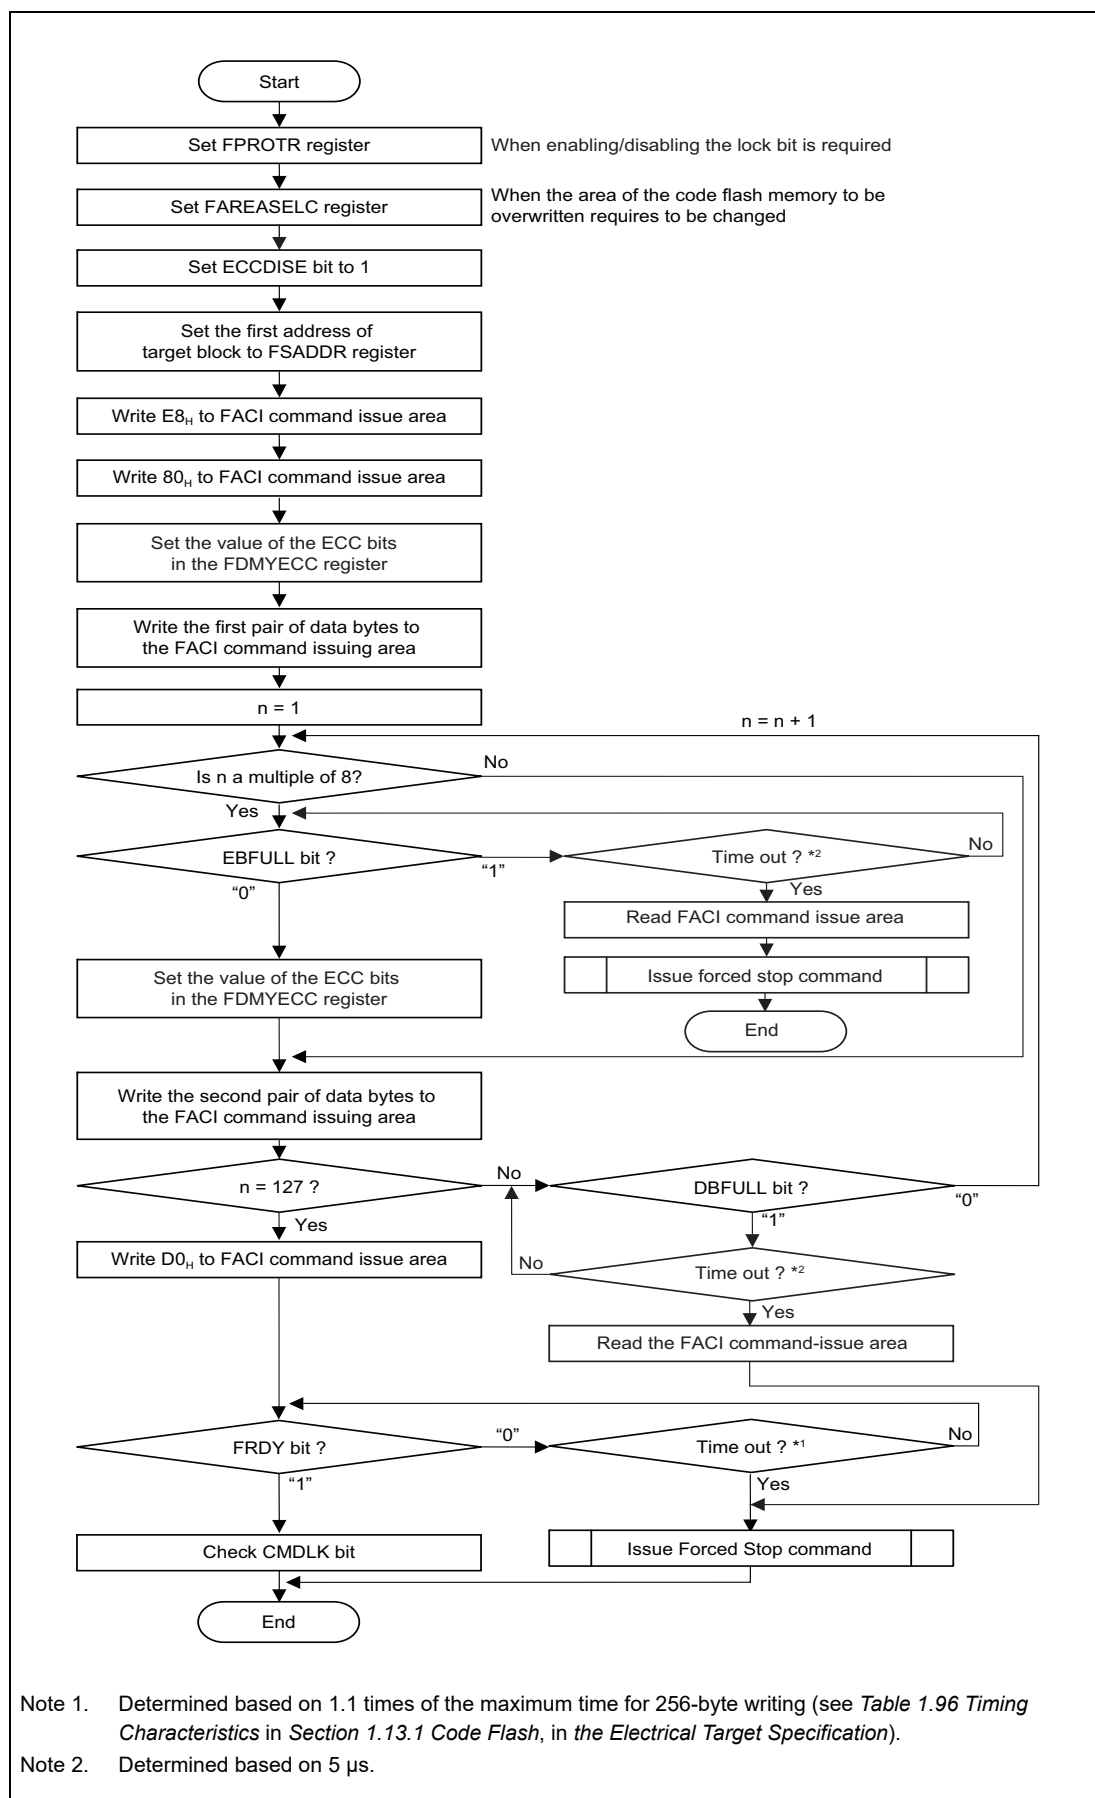 Start
Set FPROTR register
When enabling/disabling the lock bit is required
Set FAREASELC register
When the area of the code flash memory to be
overwritten requires to be changed
Set ECCDISE bit to 1
Set the first address of
target block to FSADDR register
Write E8H to FACI command issue area
Write 80H to FACI command issue area
Set the value of the ECC bits
in the FDMYECC register
Write the first pair of data bytes to
the FACI command issuing area
n = 1
n = n + 1
Is n a multiple of 8?
No
Yes
EBFULL bit ?
"1"
Time out ? *2
No
"0"
Yes
Read FACI command issue area
Set the value of the ECC bits
in the FDMYECC register
Issue forced stop command
End
Write the second pair of data bytes to
the FACI command issuing area
n = 127 ?
No
DBFULL bit ?
"0"
Yes
"1"
Write D0H to FACI command issue area
No
Time out ? *2
Yes
Read the FACI command-issue area
FRDY bit ?
"0"
Time out ? *1
No
"1"
Yes
Check CMDLK bit
Issue Forced Stop command
End
Note 1. Determined based on 1.1 times of the maximum time for 256-byte writing (see Table 1.96 Timing
Characteristics in Section 1.13.1 Code Flash, in the Electrical Target Specification).
Note 2. Determined based on 5 µs.